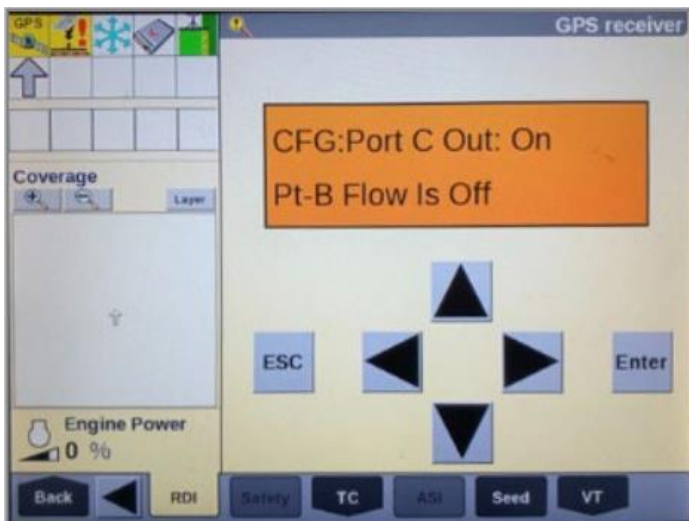 GPS
GPS receiver
CFG:Port C Out: On
Pt-B Flow Is Off
Coverage
Layer
ESC
Enter
Engine Power
0 %
Back
RDI
Safety
TC
ASI
Seed
VT